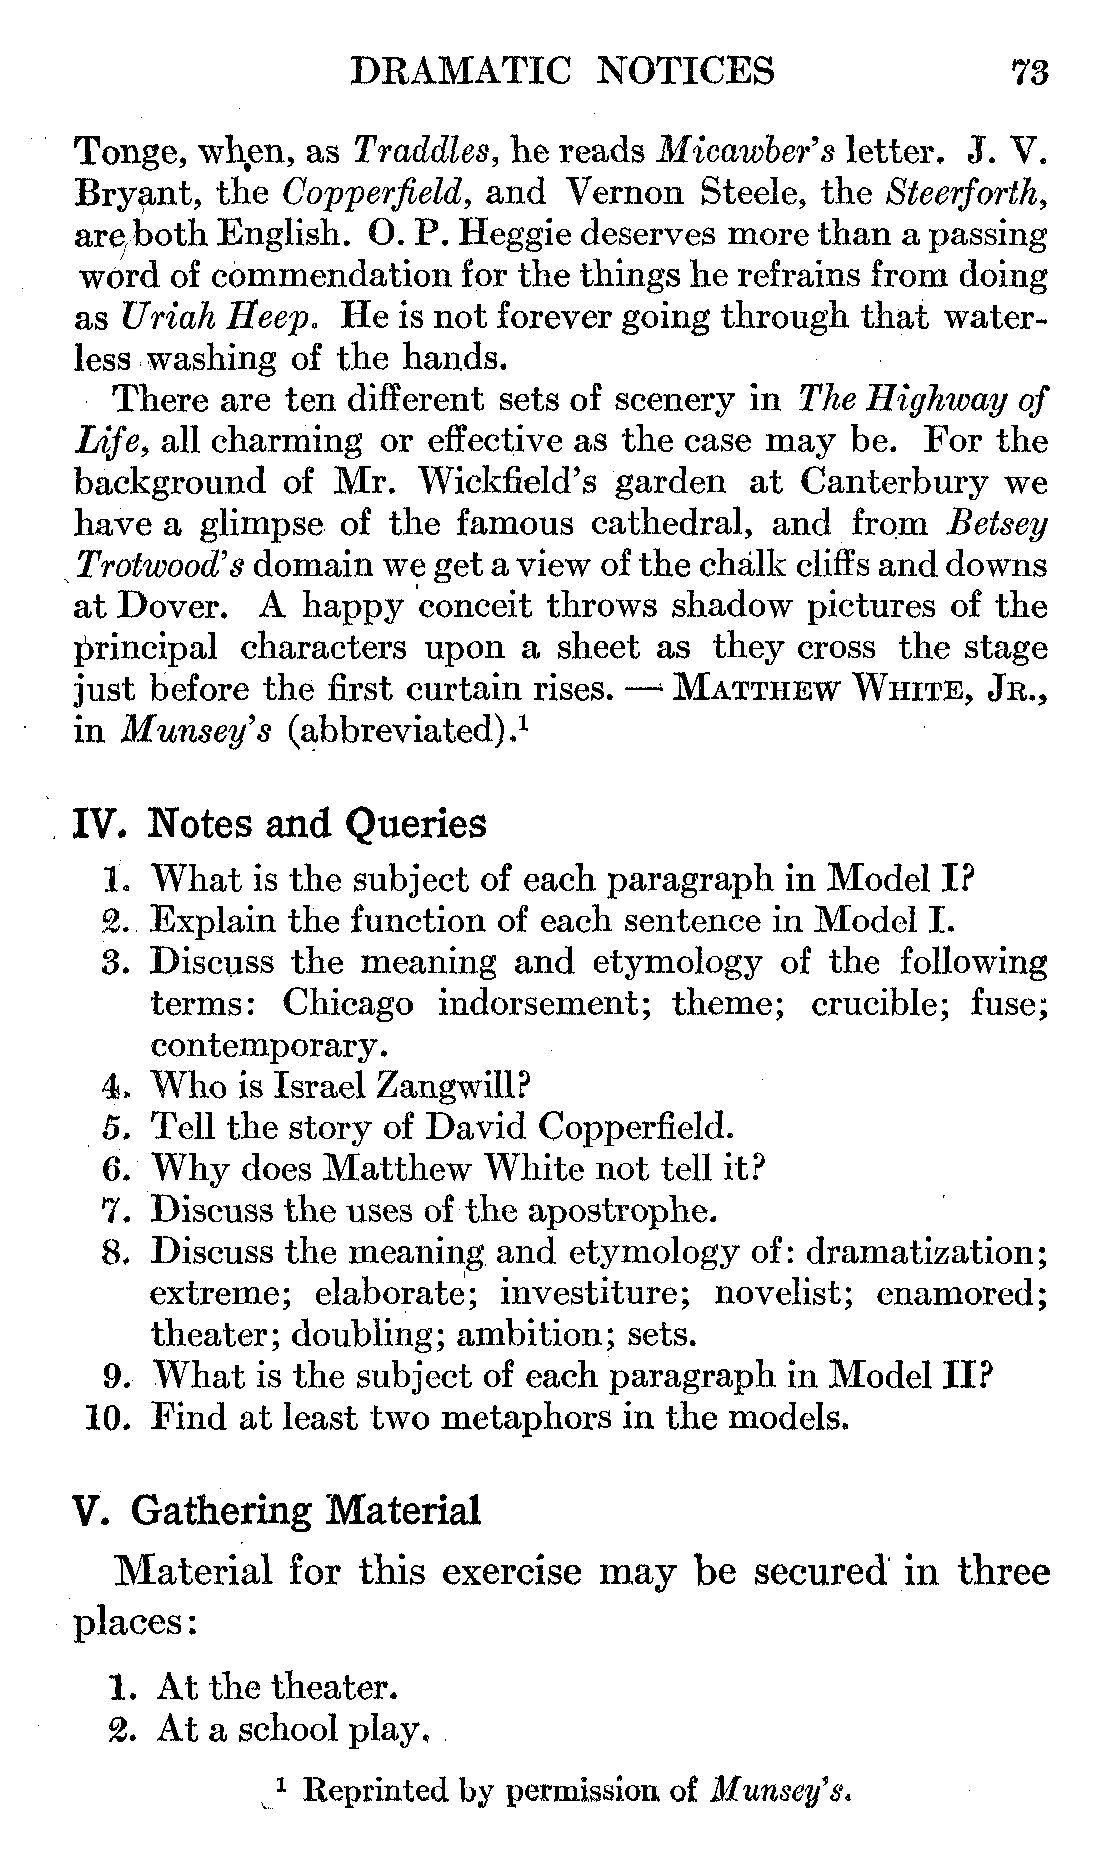 DRAMATIC NOTICES 73
Tonge, when, as Traddles, he reads Micawber's letter. J. V.
Bryant, the Copperfield, and Vernon Steele, the Steerforth,
are both English. O. P. Heggie deserves more than a passing
word of commendation for the things he refrains from doing
as Uriah Heep. He is not forever going through that water-
less washing of the hands.
There are ten different sets of scenery in The Highway of
Life, all charming or effective as the case may be. For the
background of Mr. Wickfield's garden at Canterbury we
have a glimpse of the famous cathedral, and from Betsey
Trotwood's domain we get a view of the chalk cliffs and downs
at Dover. A happy conceit throws shadow pictures of the
principal characters upon a sheet as they cross the stage
just before the first curtain rises. — MATTHEW WHITE, JR.,
in Munsey's (abbreviated).¹
IV. Notes and Queries
1. What is the subject of each paragraph in Model I?
2. Explain the function of each sentence in Model I.
3. Discuss the meaning and etymology of the following
terms: Chicago indorsement; theme; crucible; fuse;
contemporary.
4. Who is Israel Zangwill?
5. Tell the story of David Copperfield.
6. Why does Matthew White not tell it?
7. Discuss the uses of the apostrophe.
8. Discuss the meaning and etymology of: dramatization;
extreme; elaborate; investiture; novelist; enamored;
theater; doubling; ambition; sets.
9. What is the subject of each paragraph in Model II?
10. Find at least two metaphors in the models.
V. Gathering Material
Material for this exercise may be secured in three
places:
1. At the theater.
2. At a school play.
¹ Reprinted by permission of Munsey's.